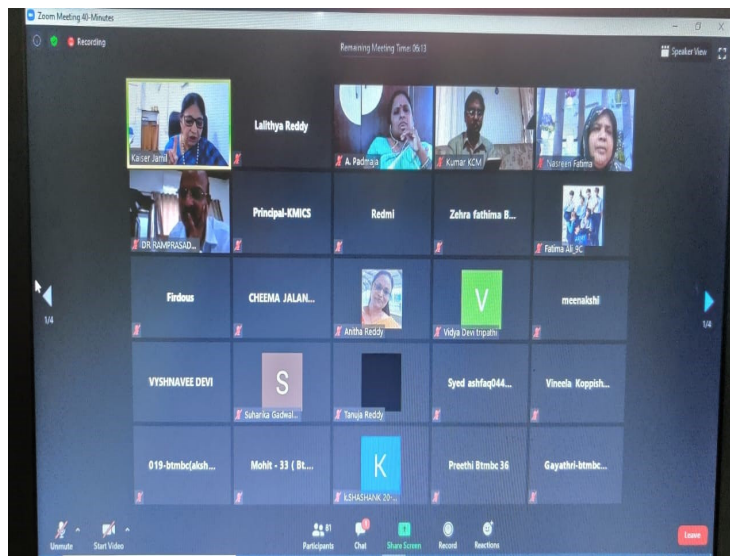 Zoom Meeting 40-Minutes
Recording
Remaining Meeting Time: 06:13
Speaker View
Kaiser Jamil
Lalithya Reddy
A. Padmaja
Kumar KCM
Nasreen Fatima
DR RAMPRASAD...
Principal-KMICS
Redmi
Zehra fathima B...
Fatima Ali_9C
Firdous
CHEEMA JALAN...
Anitha Reddy
V
Vidya Devi tripathi
meenakshi
1/4
1/4
VYSHNAVEE DEVI
S
Suharika Gadwal...
Tanuja Reddy
Syed ashfaq044...
Vineela Koppish...
019-btmbc(aksh...
Mohit - 33 ( Bt....
K
k.SHASHANK 20-...
Preethi Btmbc 36
Gayathri-btmbc...
Unmute
Start Video
81
Participants
Chat
Share Screen
Record
Reactions
Leave